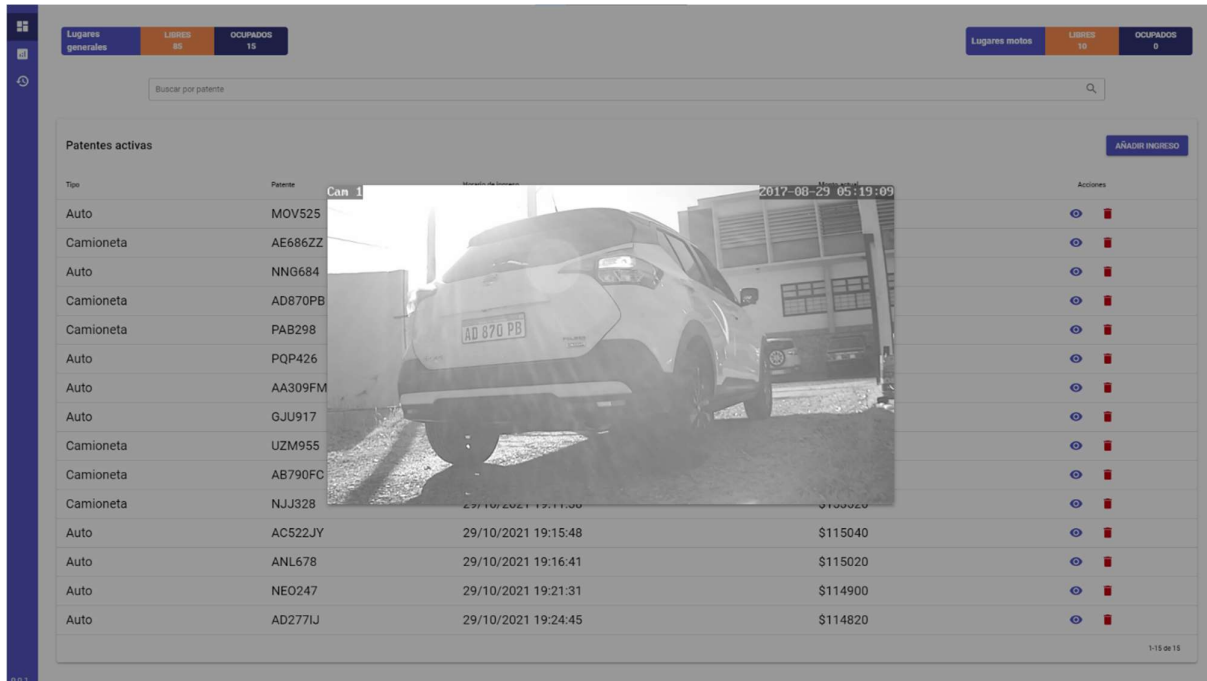 Lugares generales LIBRES 85 OCUPADOS 15
Lugares motos LIBRES 10 OCUPADOS 0
Buscar por patente
Patentes activas
AÑADIR INGRESO
Tipo Patente Horario de ingreso Monto actual Acciones
Cam 1 2017-08-29 05:19:09
Auto MOV525
Camioneta AE686ZZ
Auto NNG684
Camioneta AD870PB
Camioneta PAB298
AD 870 PB
Auto PQP426
Auto AA309FM
Auto GJU917
Camioneta UZM955
Camioneta AB790FC
Camioneta NJJ328
Auto AC522JY 29/10/2021 19:15:48 $115040
Auto ANL678 29/10/2021 19:16:41 $115020
Auto NEO247 29/10/2021 19:21:31 $114900
Auto AD277IJ 29/10/2021 19:24:45 $114820
1-15 de 15